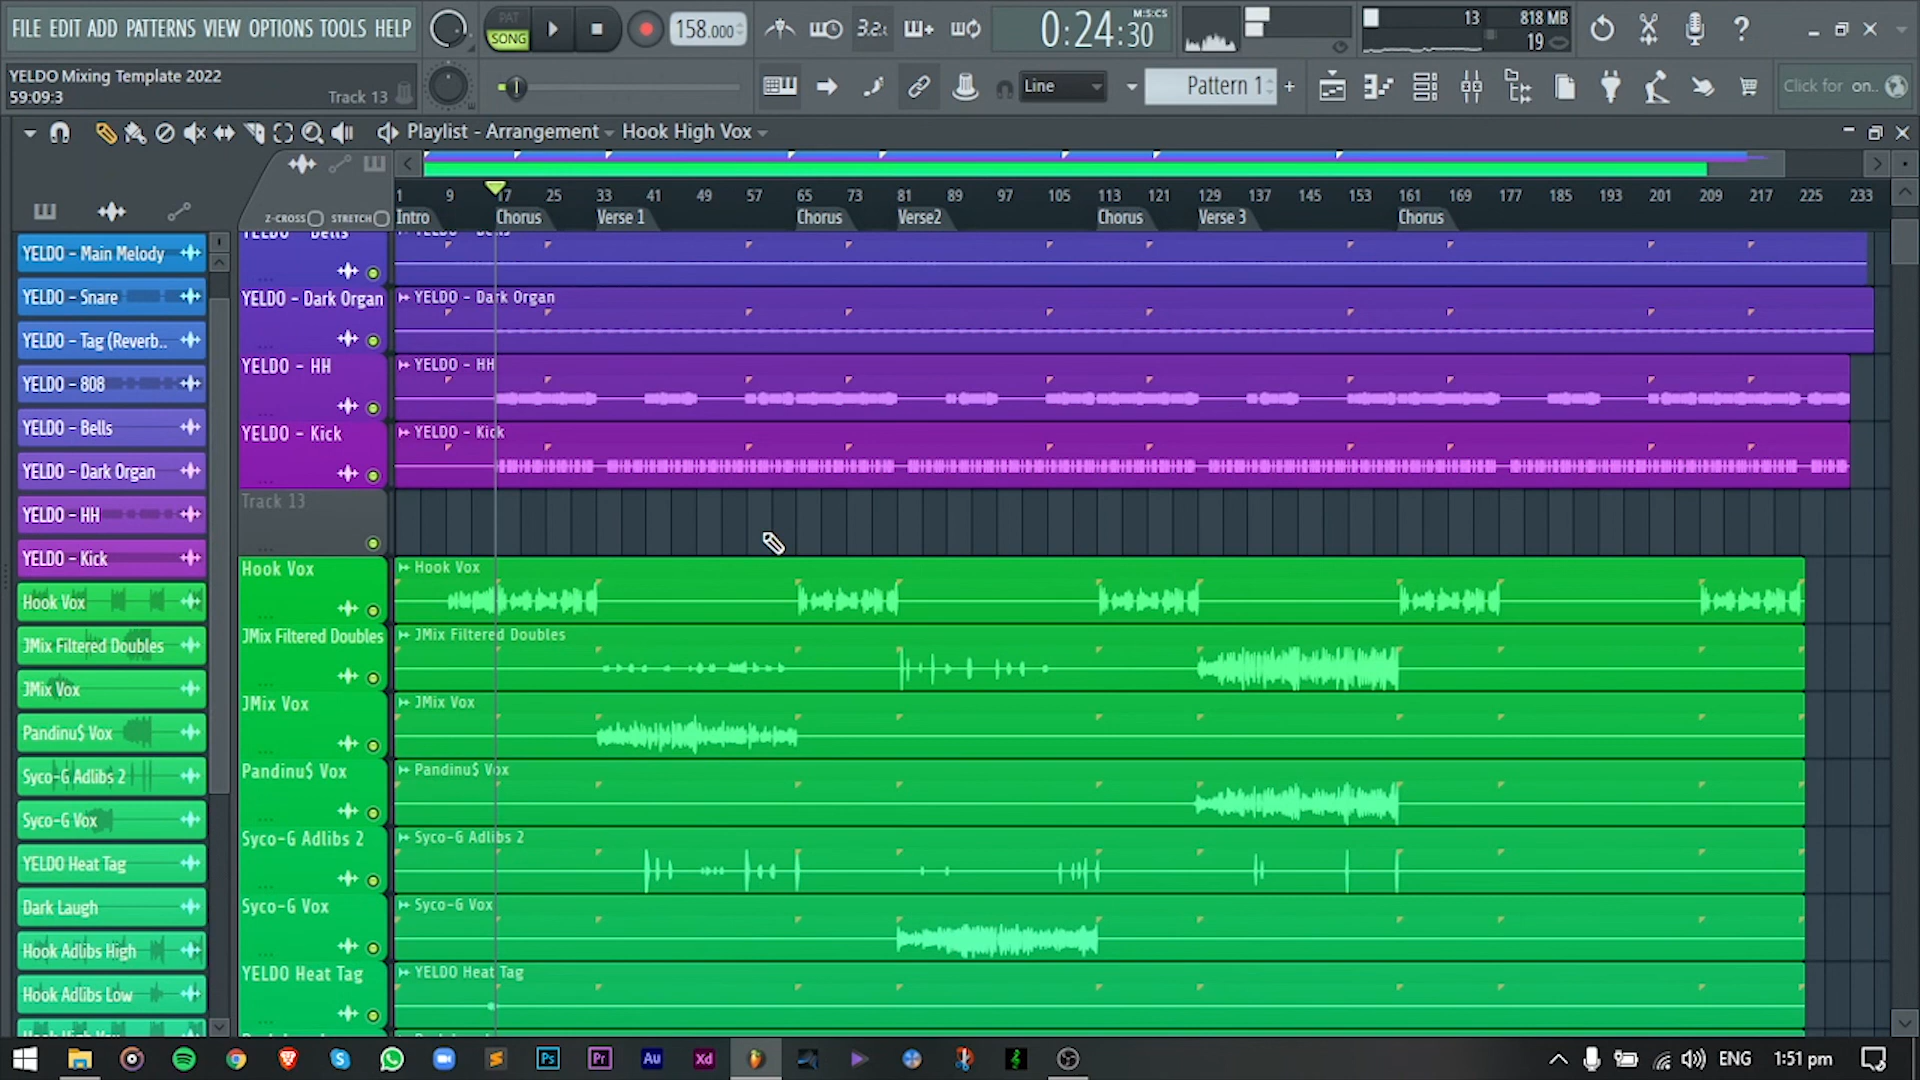 FILE EDIT ADD PATTERNS VIEW OPTIONS TOOLS HELP
PAT
SONG
158.000
3.2.
0:24:30
M:S:CS
13
818 MB
19
YELDO Mixing Template 2022
59:09:3
Track 13
Line
Pattern 1
+
Click for on..
Playlist - Arrangement
Hook High Vox
Z-CROSS
STRETCH
1 9 17 25 33 41 49 57 65 73 81 89 97 105 113 121 129 137 145 153 161 169 177 185 193 201 209 217 225 233
Intro Chorus Verse 1 Chorus Verse2 Chorus Verse 3 Chorus
YELDO - Main Melody
YELDO - Snare
YELDO - Tag (Reverb..
YELDO - 808
YELDO - Bells
YELDO - Dark Organ
YELDO - HH
YELDO - Kick
Hook Vox
JMix Filtered Doubles
JMix Vox
Pandinu$ Vox
Syco-G Adlibs 2
Syco-G Vox
YELDO Heat Tag
Dark Laugh
Hook Adlibs High
Hook Adlibs Low
Hook High Vox
YELDO - Bells
YELDO - Bells
YELDO - Dark Organ
YELDO - Dark Organ
YELDO - HH
YELDO - HH
YELDO - Kick
YELDO - Kick
Track 13
Hook Vox
Hook Vox
JMix Filtered Doubles
JMix Filtered Doubles
JMix Vox
JMix Vox
Pandinu$ Vox
Pandinu$ Vox
Syco-G Adlibs 2
Syco-G Adlibs 2
Syco-G Vox
Syco-G Vox
YELDO Heat Tag
YELDO Heat Tag
Ps
Pr
Au
Xd
ENG
1:51 pm